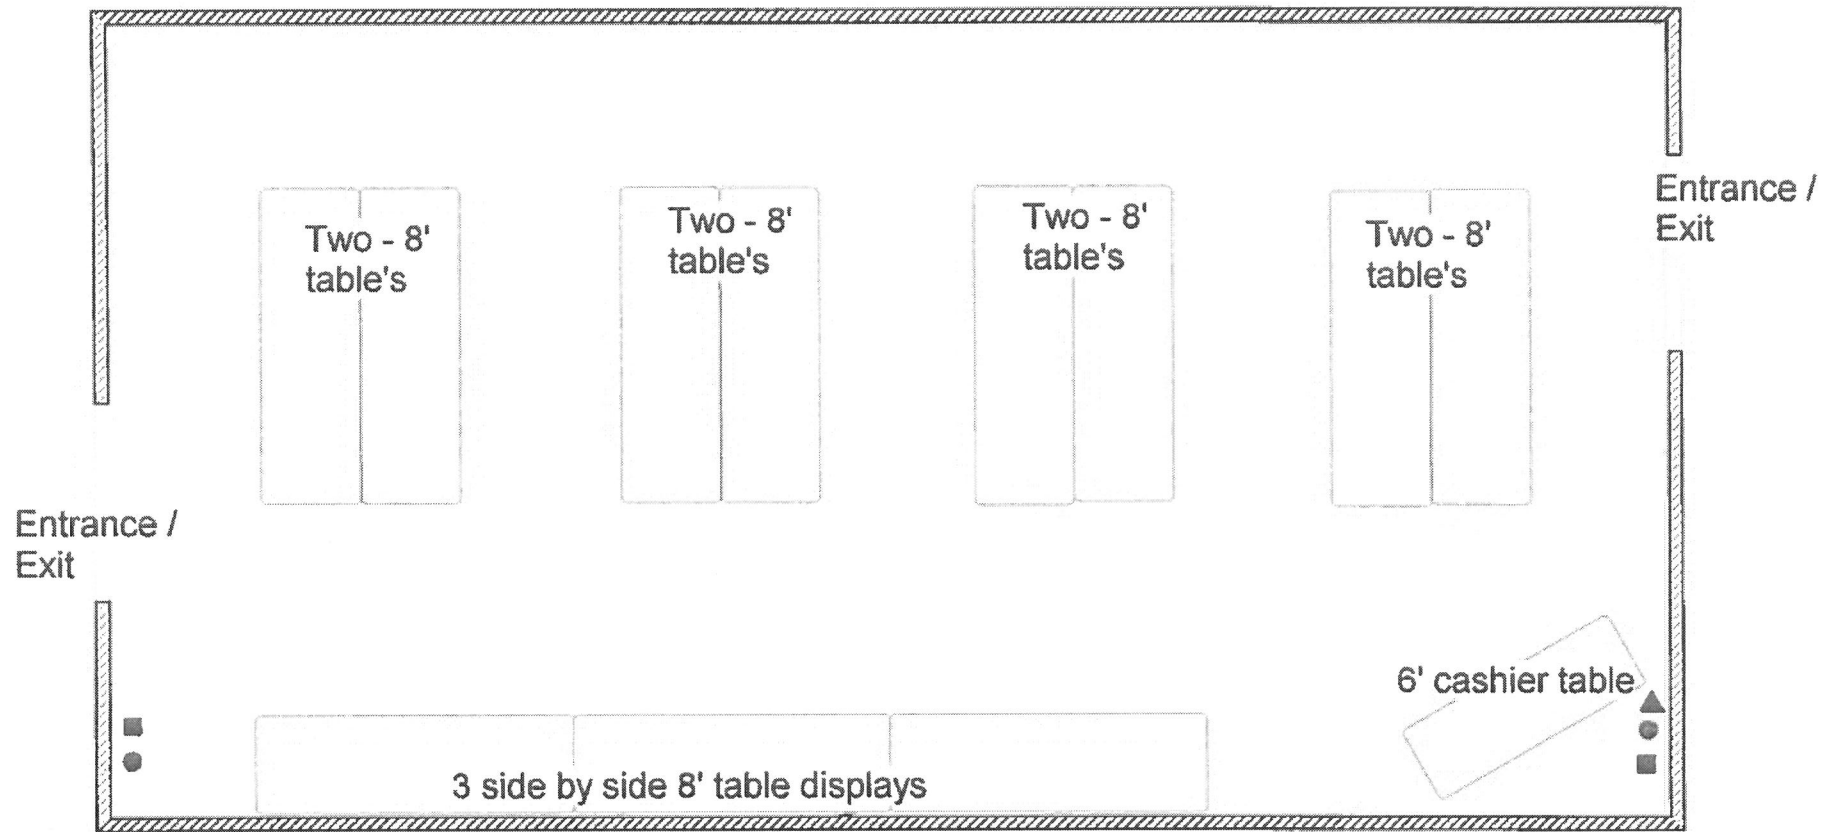 Entrance /
Exit
Two - 8'
table's
Two - 8'
table's
Two - 8'
table's
Two - 8'
table's
Entrance /
Exit
6' cashier table
3 side by side 8' table displays